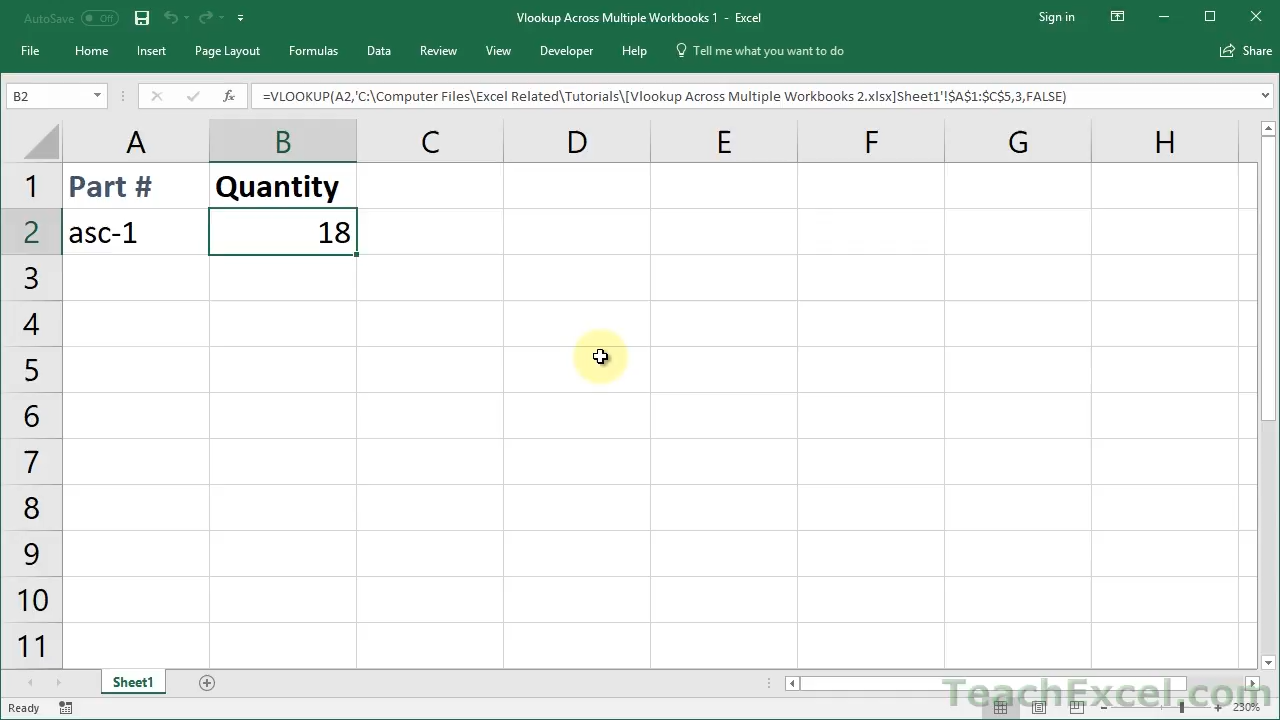 AutoSave Off
Vlookup Across Multiple Workbooks 1 - Excel
Sign in
File Home Insert Page Layout Formulas Data Review View Developer Help Tell me what you want to do Share
B2 fx =VLOOKUP(A2,'C:\Computer Files\Excel Related\Tutorials\[Vlookup Across Multiple Workbooks 2.xlsx]Sheet1'!$A$1:$C$5,3,FALSE)
A B C D E F G H
1 Part # Quantity
2 asc-1 18
3
4
5
6
7
8
9
10
11
Sheet1
TeachExcel.com
Ready 230%